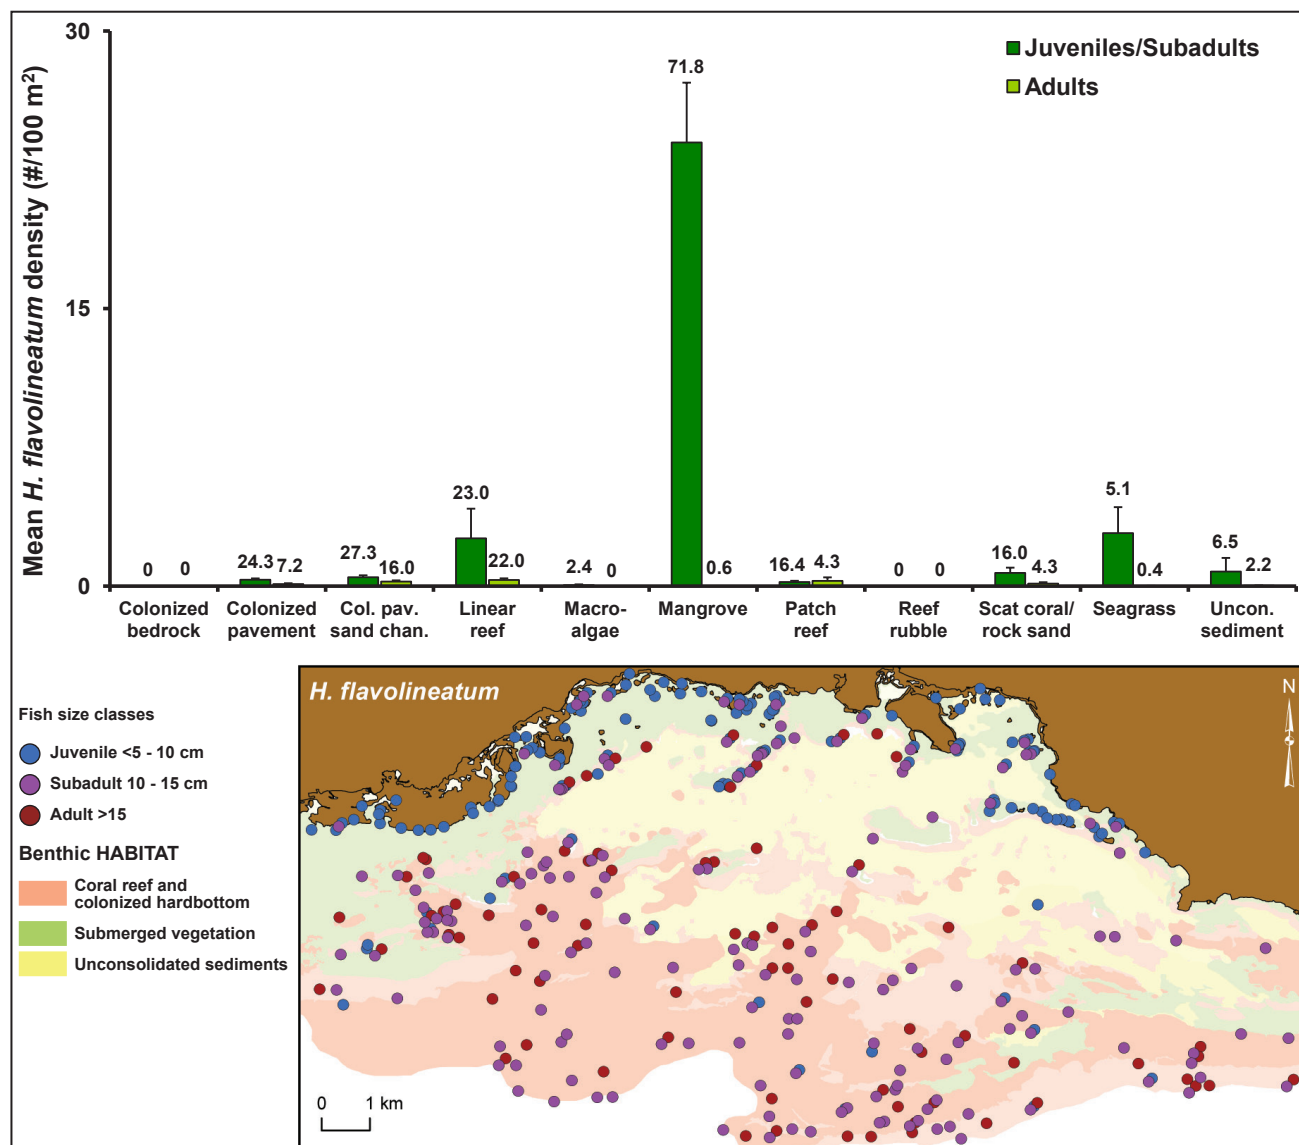 Mean H. flavolineatum density (#/100 m²)
30
15
0
Juveniles/Subadults
Adults
0 0
24.3 7.2
27.3 16.0
23.0 22.0
2.4 0
71.8 0.6
16.4 4.3
0 0
16.0 4.3
5.1 0.4
6.5 2.2
Colonized
bedrock
Colonized
pavement
Col. pav.
sand chan.
Linear
reef
Macro-
algae
Mangrove
Patch
reef
Reef
rubble
Scat coral/
rock sand
Seagrass
Uncon.
sediment
Fish size classes
Juvenile <5 - 10 cm
Subadult 10 - 15 cm
Adult >15
Benthic HABITAT
Coral reef and
colonized hardbottom
Submerged vegetation
Unconsolidated sediments
H. flavolineatum
N
0 1 km